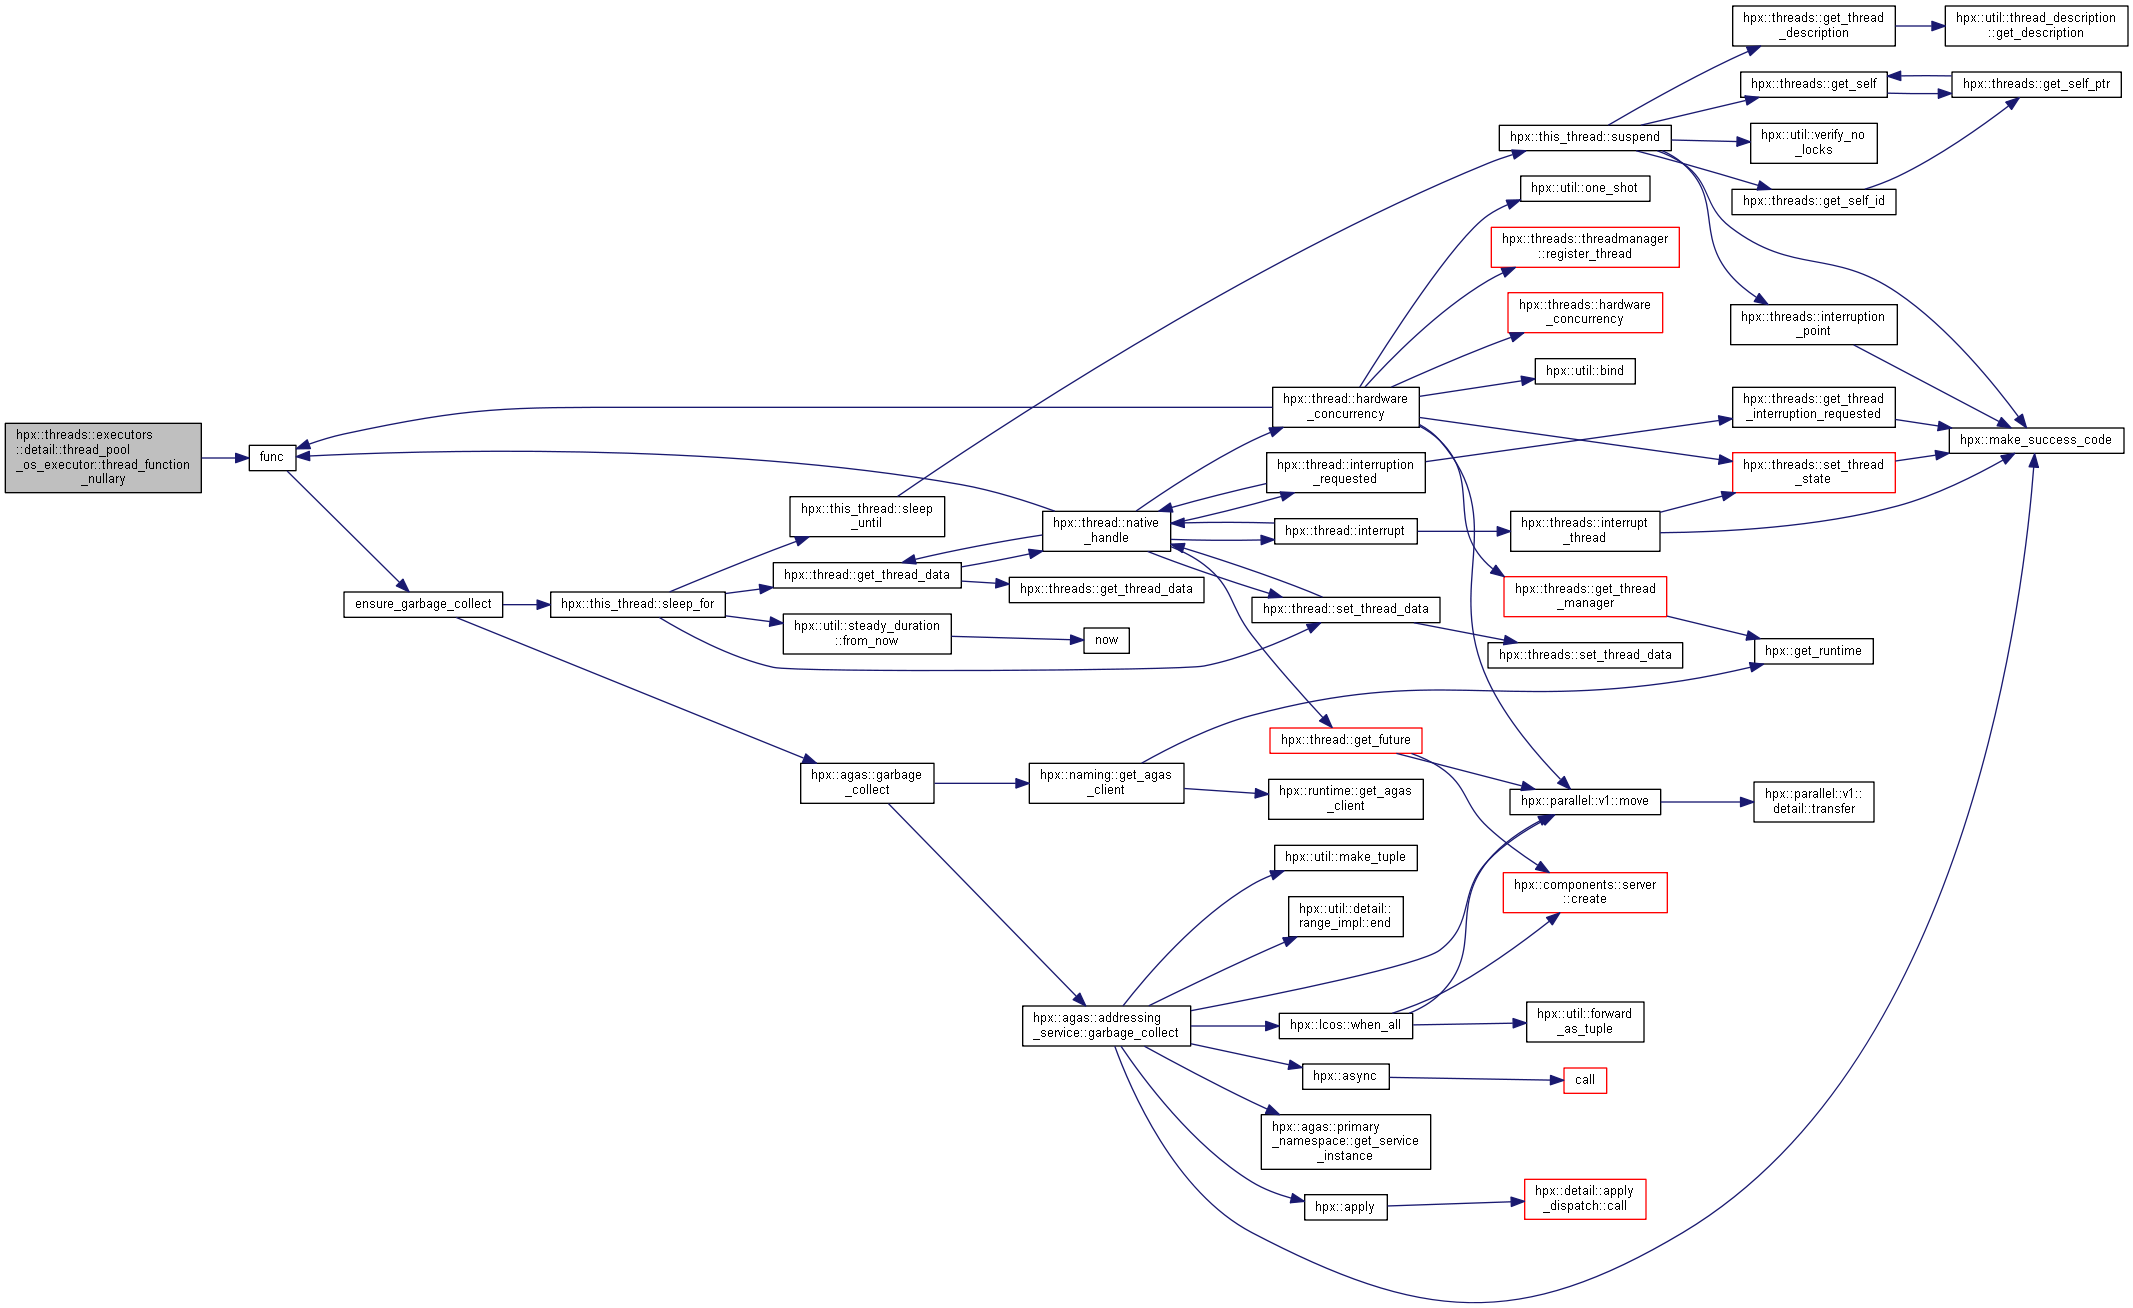 hpx::threads::executors
::detail::thread_pool
_os_executor::thread_function
_nullary
func
ensure_garbage_collect
hpx::this_thread::sleep_for
hpx::this_thread::sleep
_until
hpx::thread::get_thread_data
hpx::util::steady_duration
::from_now
hpx::agas::garbage
_collect
hpx::thread::native
_handle
hpx::threads::get_thread_data
now
hpx::naming::get_agas
_client
hpx::agas::addressing
_service::garbage_collect
hpx::thread::hardware
_concurrency
hpx::thread::interruption
_requested
hpx::thread::interrupt
hpx::thread::set_thread_data
hpx::thread::get_future
hpx::runtime::get_agas
_client
hpx::util::make_tuple
hpx::util::detail::
range_impl::end
hpx::lcos::when_all
hpx::async
hpx::agas::primary
_namespace::get_service
_instance
hpx::apply
hpx::this_thread::suspend
hpx::util::one_shot
hpx::threads::threadmanager
::register_thread
hpx::threads::hardware
_concurrency
hpx::util::bind
hpx::threads::interrupt
_thread
hpx::threads::get_thread
_manager
hpx::threads::set_thread_data
hpx::parallel::v1::move
hpx::components::server
::create
hpx::util::forward
_as_tuple
call
hpx::detail::apply
_dispatch::call
hpx::threads::get_thread
_description
hpx::threads::get_self
hpx::util::verify_no
_locks
hpx::threads::get_self_id
hpx::threads::interruption
_point
hpx::threads::get_thread
_interruption_requested
hpx::threads::set_thread
_state
hpx::get_runtime
hpx::parallel::v1::
detail::transfer
hpx::util::thread_description
::get_description
hpx::threads::get_self_ptr
hpx::make_success_code